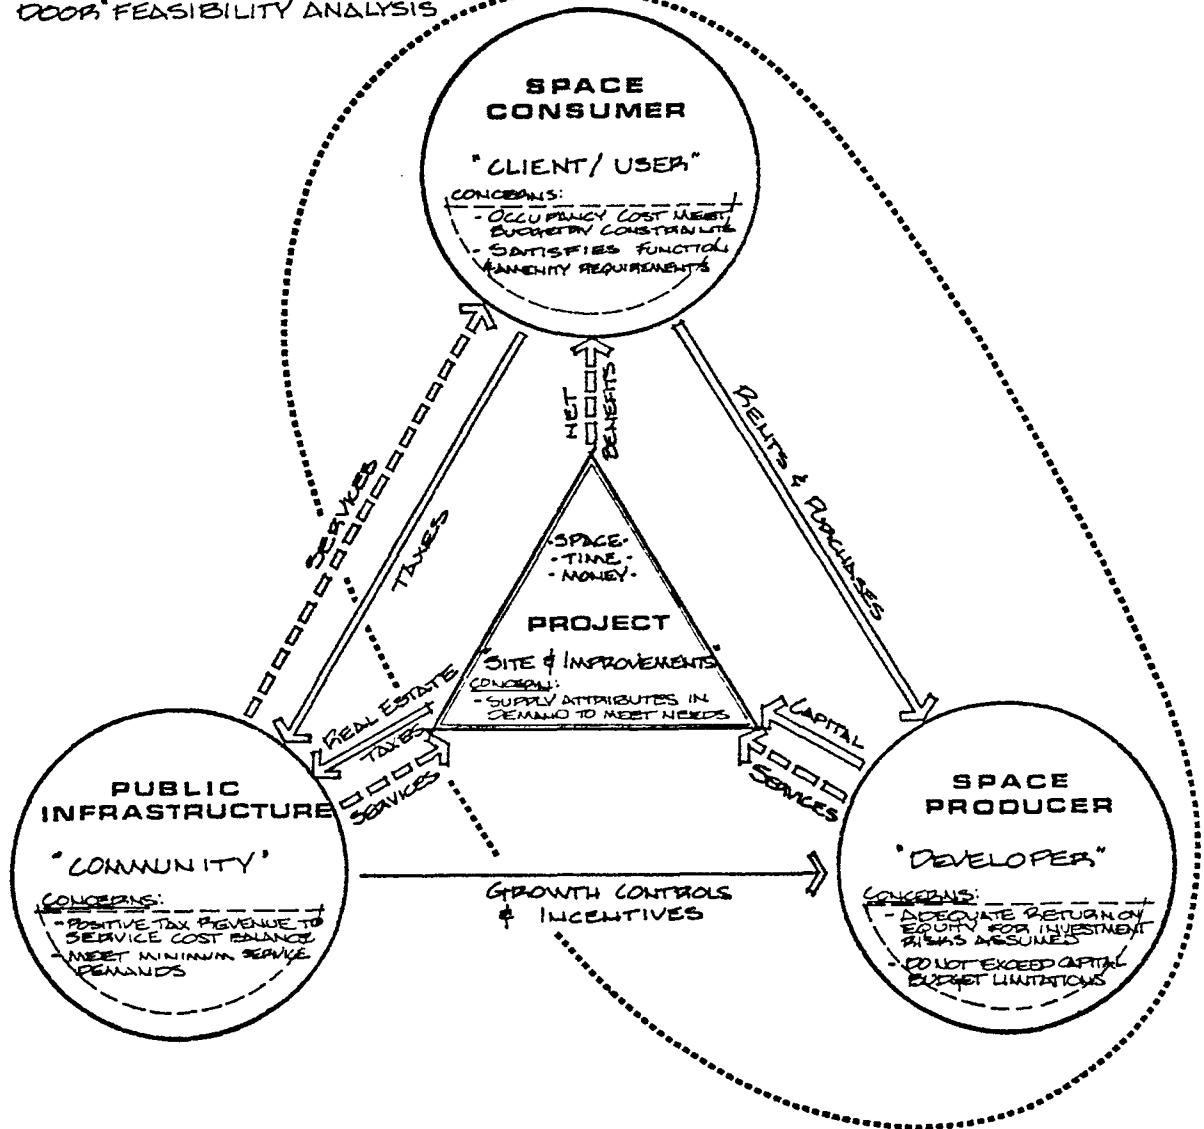 DOOR" FEASIBILITY ANALYSIS
SPACE
CONSUMER
"CLIENT/ USER"
CONCERNS:
- OCCUPANCY COST MEET
BUDGETRY CONSTRAINTS
- SATISFIES FUNCTION
& AMENITY REQUIREMENTS
SERVICES
TAXES
NET
BENEFITS
RENTS & PURCHASES
-SPACE-
-TIME-
-MONEY-
PROJECT
"SITE & IMPROVEMENTS"
CONCERN:
- SUPPLY ATTRIBUTES IN
DEMAND TO MEET NEEDS
REAL ESTATE
TAXES
SERVICES
CAPITAL
SERVICES
PUBLIC
INFRASTRUCTURE
"COMMUNITY"
CONCERNS:
- POSITIVE TAX REVENUE TO
SERVICE COST BALANCE
- MEET MINIMUM SERVICE
DEMANDS
GROWTH CONTROLS
& INCENTIVES
SPACE
PRODUCER
"DEVELOPER"
CONCERNS:
- ADEQUATE RETURN ON
EQUITY FOR INVESTMENT
RISKS ASSUMED
- DO NOT EXCEED CAPITAL
BUDGET LIMITATIONS